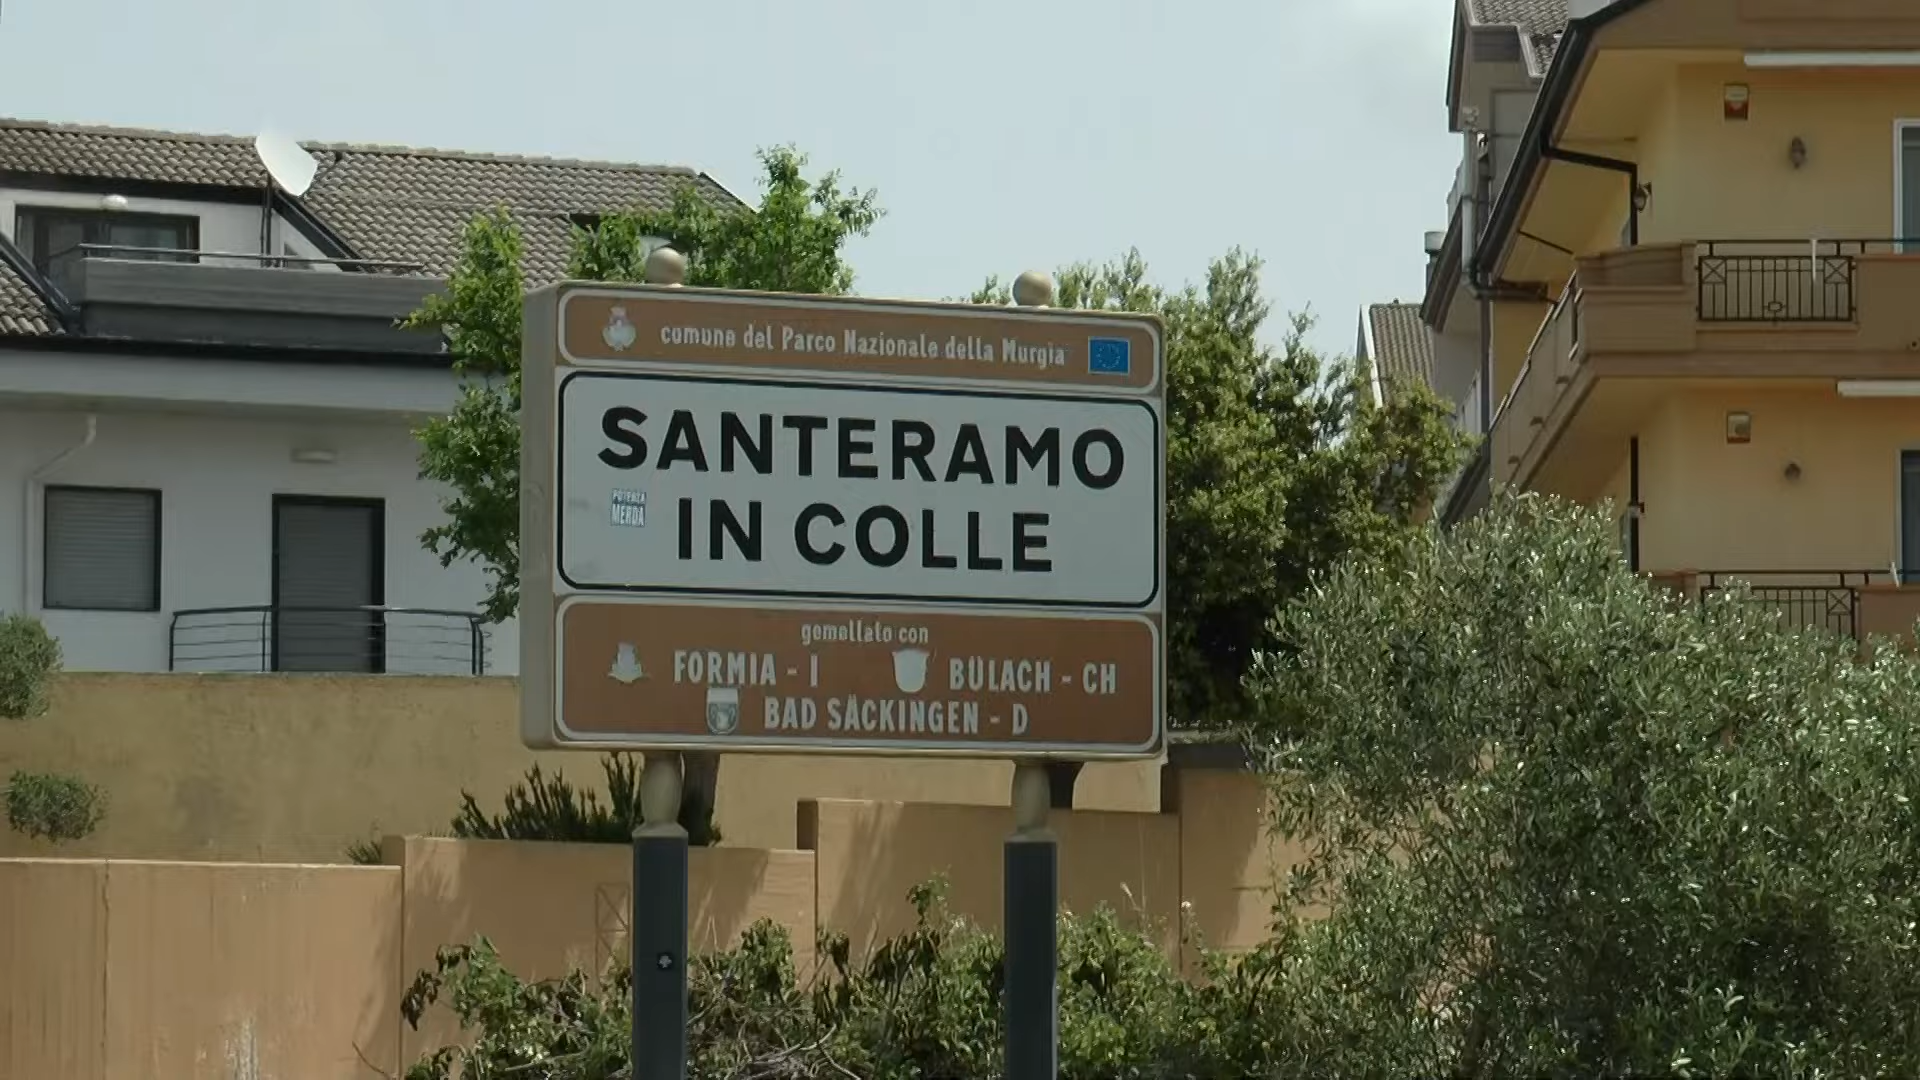 comune del Parco Nazionale della Murgia
SANTERAMO
IN COLLE
POTENZA
MERDA
gemellato con
FORMIA - I
BÜLACH - CH
BAD SÄCKINGEN - D